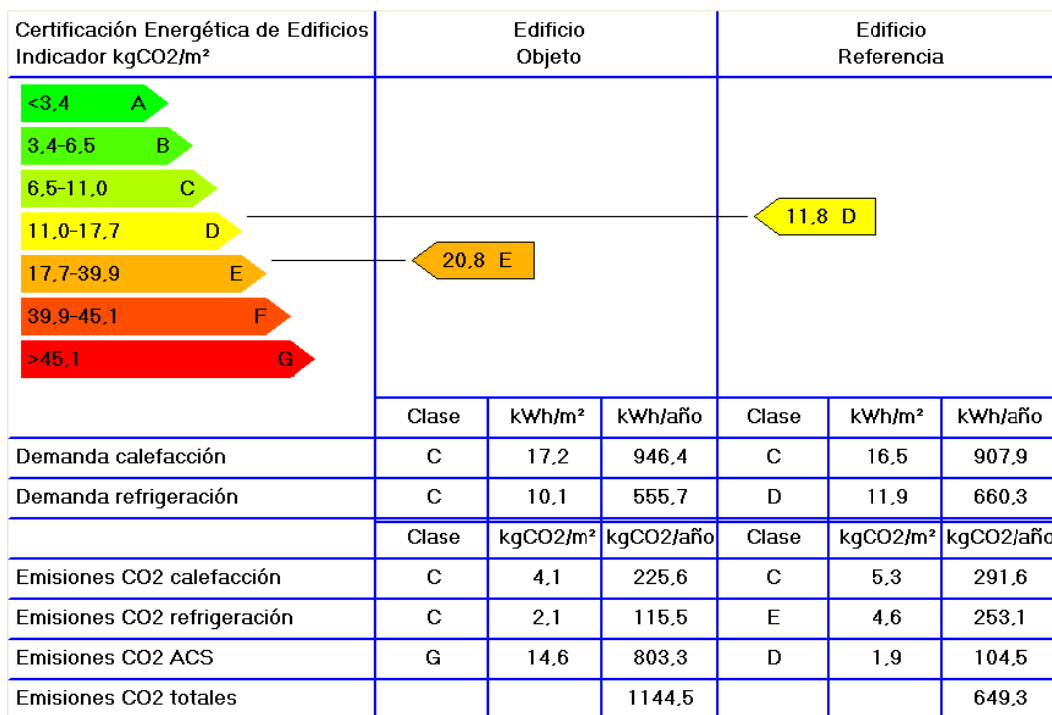 Certificación Energética de Edificios
Indicador kgCO2/m²
Edificio
Objeto
Edificio
Referencia
<3,4 A
3,4-6,5 B
6,5-11,0 C
11,0-17,7 D
17,7-39,9 E
39,9-45,1 F
>45,1 G
11,8 D
20,8 E
Clase kWh/m² kWh/año Clase kWh/m² kWh/año
Demanda calefacción C 17,2 946,4 C 16,5 907,9
Demanda refrigeración C 10,1 555,7 D 11,9 660,3
Clase kgCO2/m² kgCO2/año Clase kgCO2/m² kgCO2/año
Emisiones CO2 calefacción C 4,1 225,6 C 5,3 291,6
Emisiones CO2 refrigeración C 2,1 115,5 E 4,6 253,1
Emisiones CO2 ACS G 14,6 803,3 D 1,9 104,5
Emisiones CO2 totales 1144,5 649,3